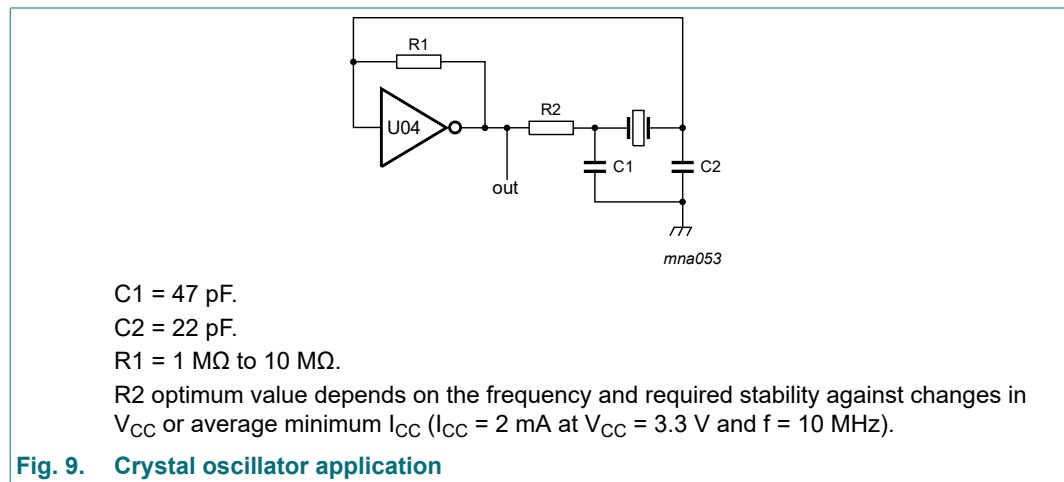 R1
U04
R2
C1
C2
out
mna053
C1 = 47 pF.
C2 = 22 pF.
R1 = 1 MΩ to 10 MΩ.
R2 optimum value depends on the frequency and required stability against changes in
VCC or average minimum ICC (ICC = 2 mA at VCC = 3.3 V and f = 10 MHz).
Fig. 9. Crystal oscillator application